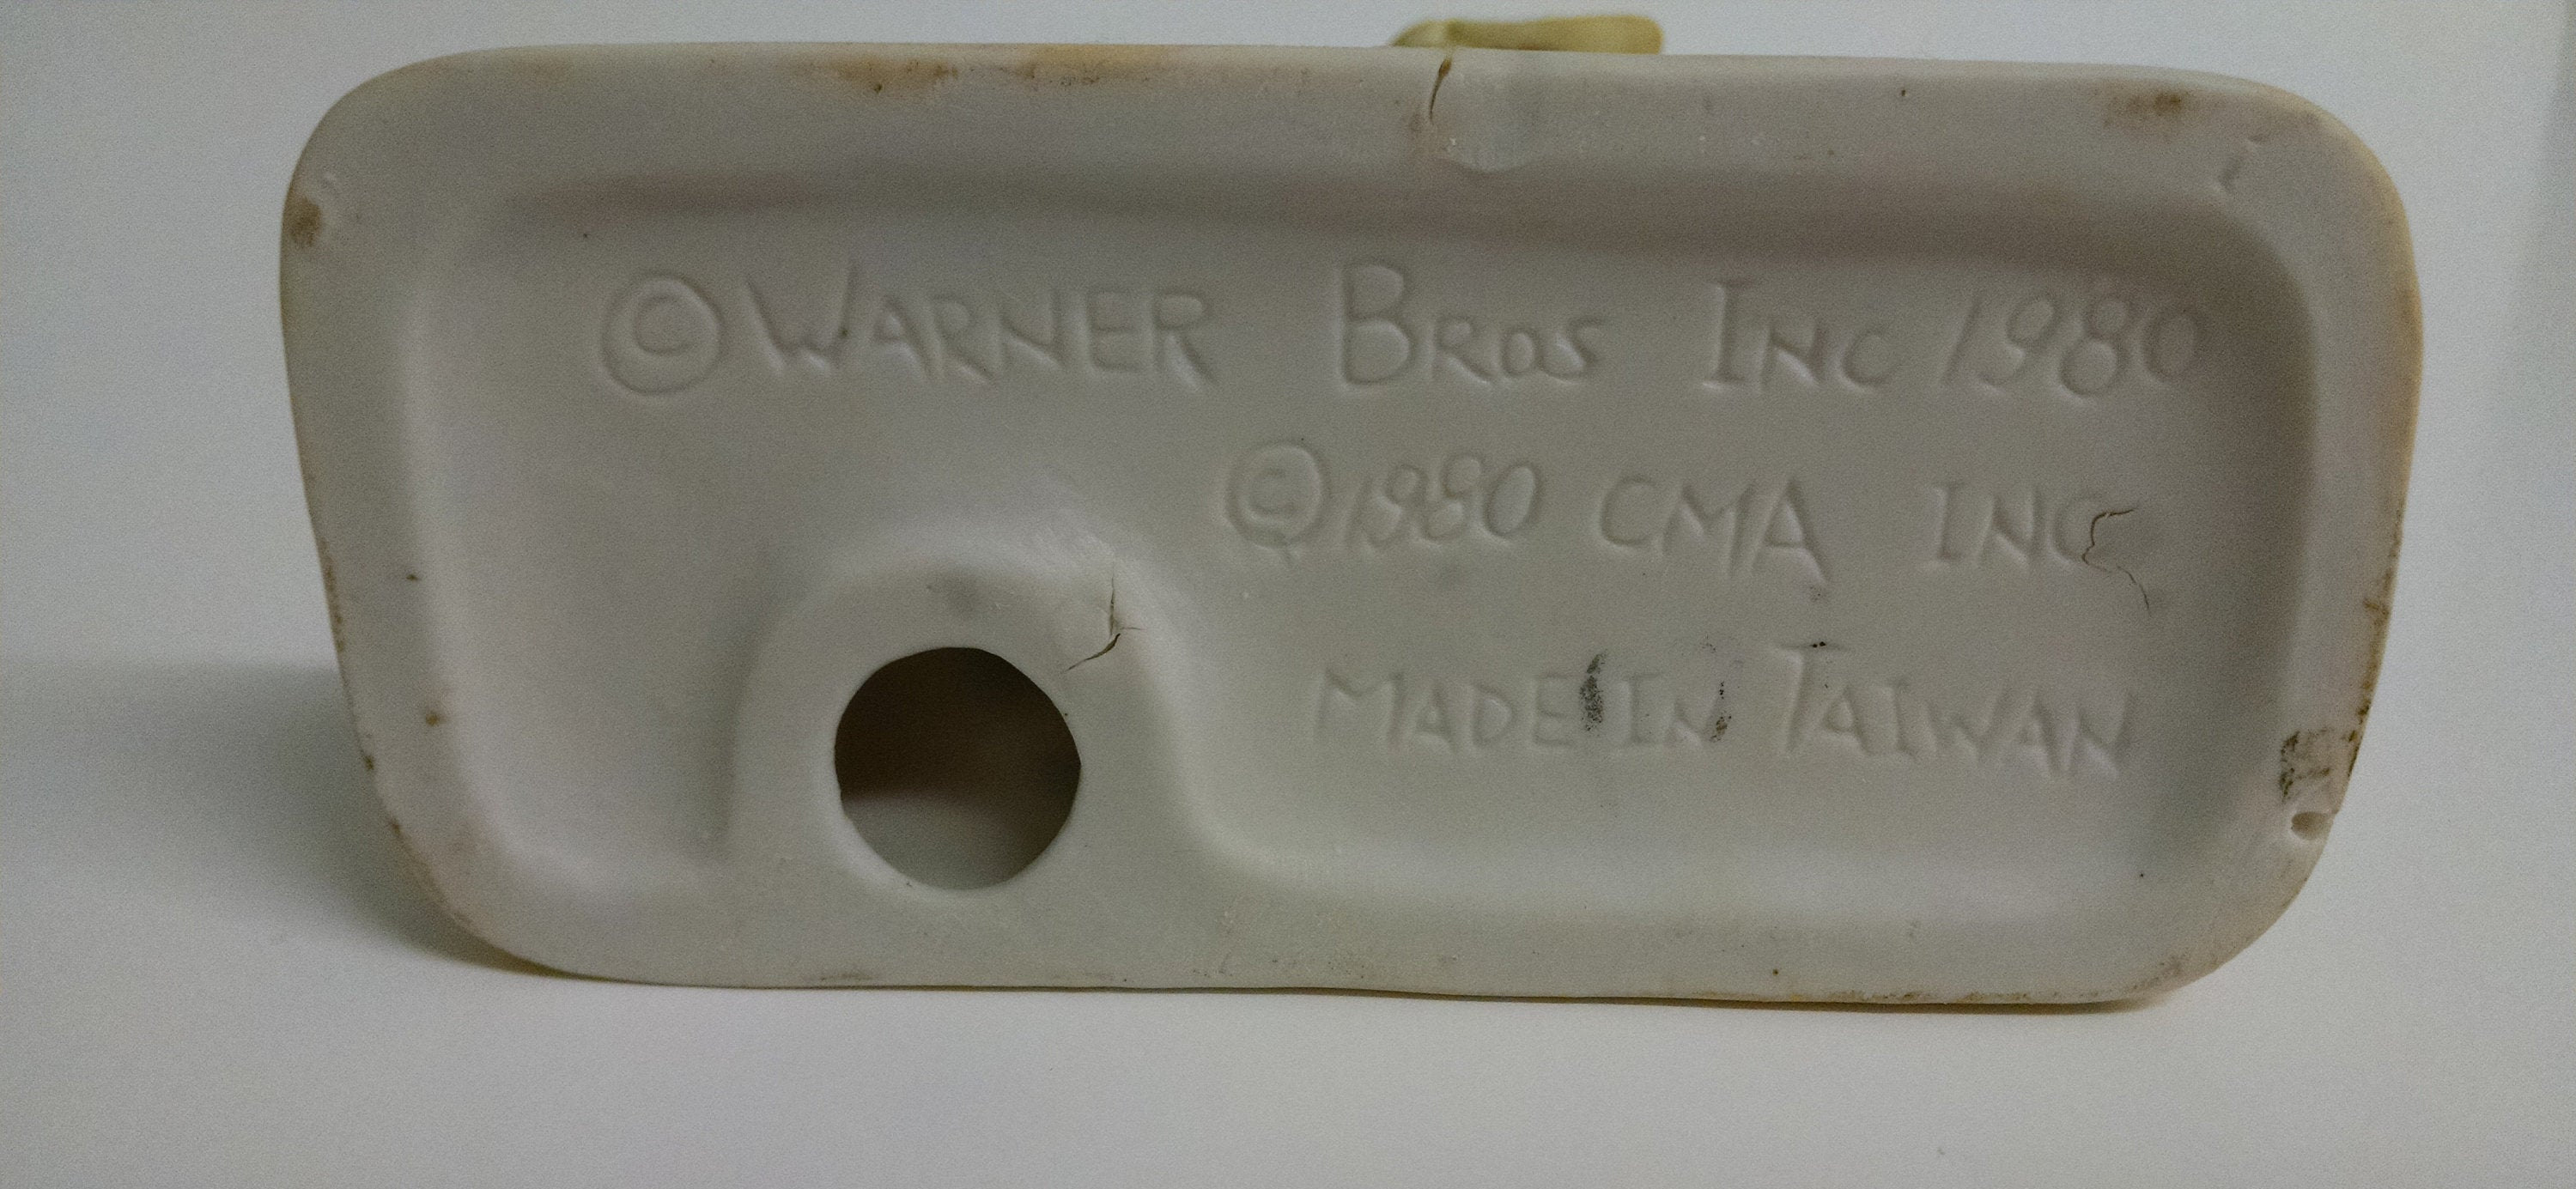 © WARNER BROS INC 1980
© 1980 CMA INC
MADE IN TAIWAN